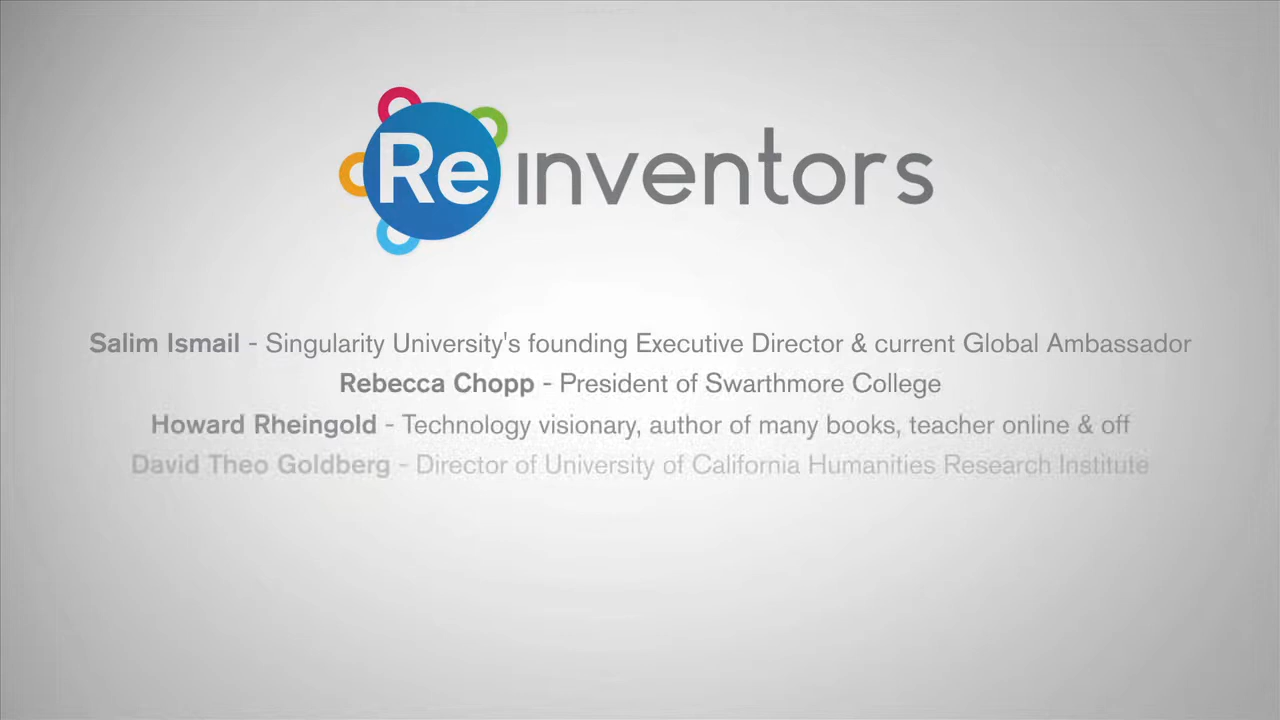 Reinventors
Salim Ismail - Singularity University's founding Executive Director & current Global Ambassador
Rebecca Chopp - President of Swarthmore College
Howard Rheingold - Technology visionary, author of many books, teacher online & off
David Theo Goldberg - Director of University of California Humanities Research Institute